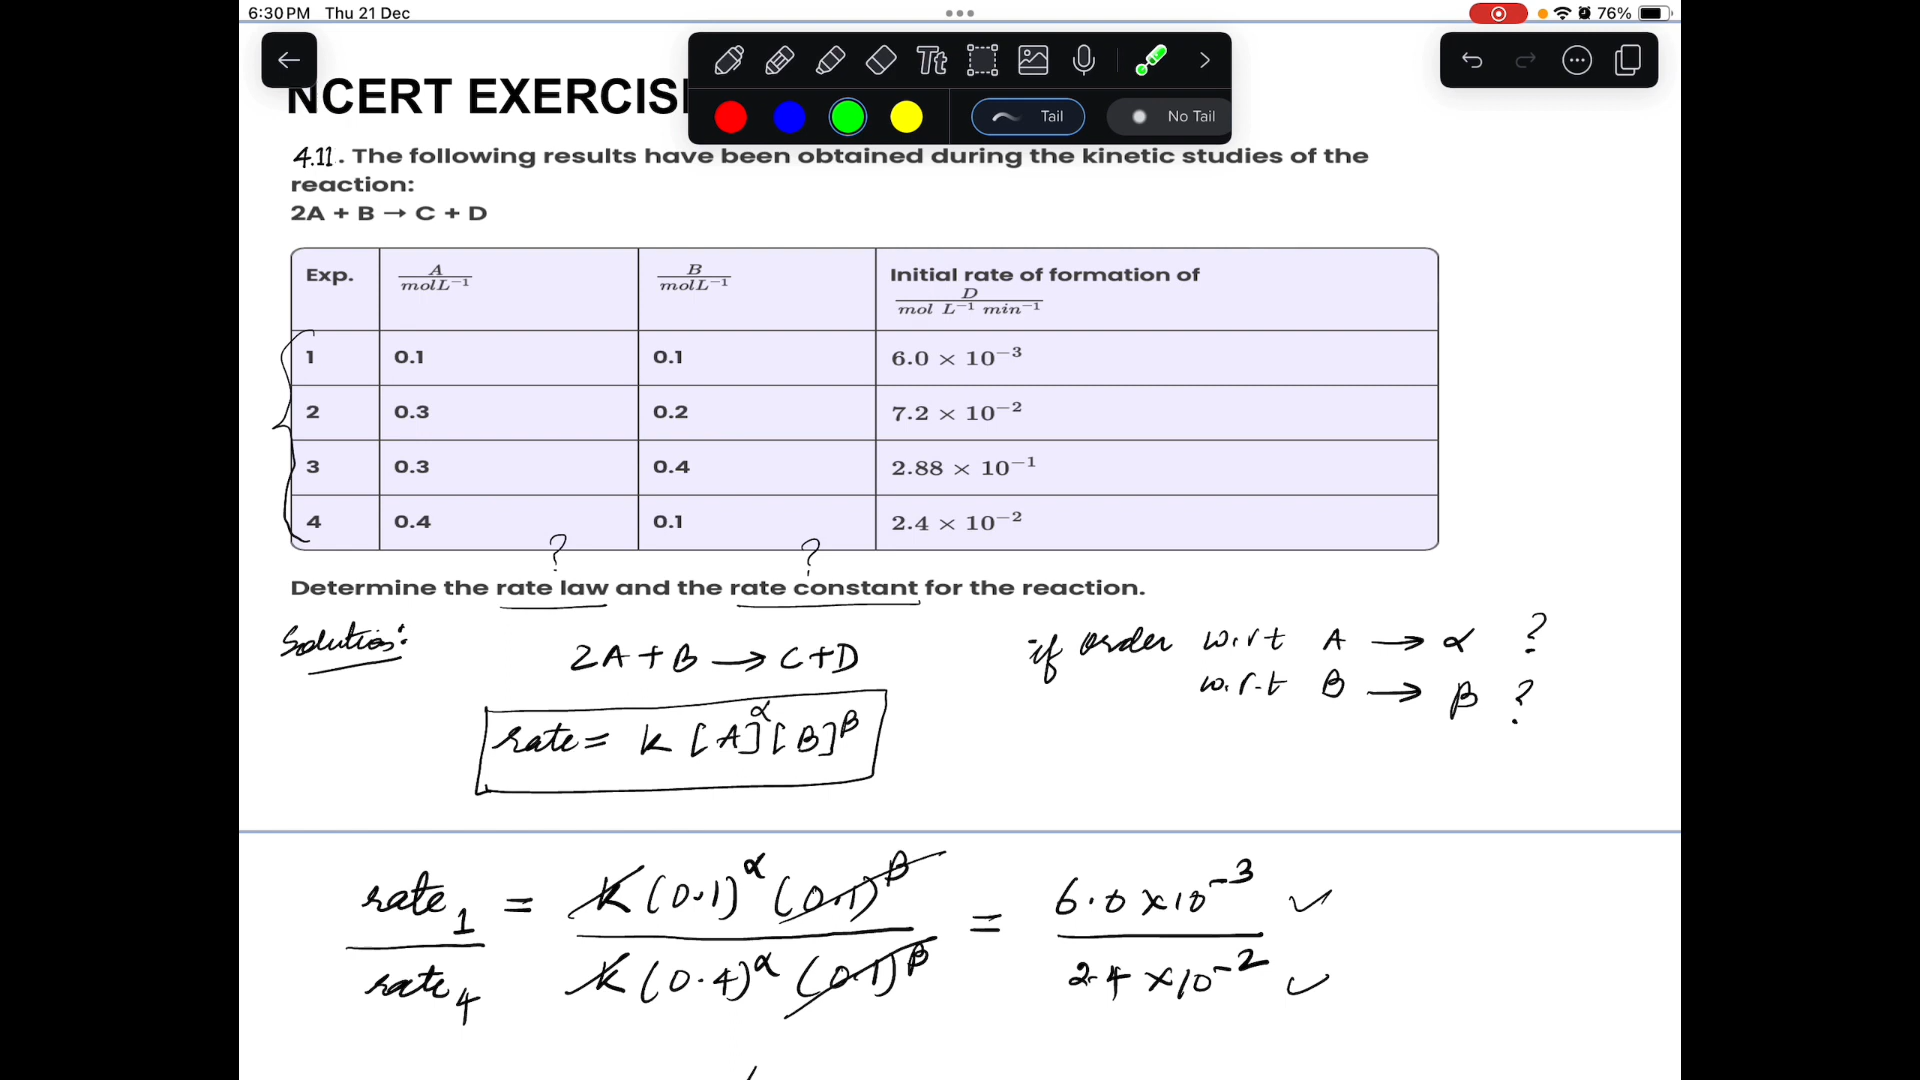 6:30 PM Thu 21 Dec
76%
Tt
Tail
No Tail
NCERT EXERCIS
4.11. The following results have been obtained during the kinetic studies of the
reaction:
2A + B → C + D
Exp. A/molL⁻¹ B/molL⁻¹ Initial rate of formation of D/mol L⁻¹ min⁻¹
1 0.1 0.1 6.0 × 10⁻³
2 0.3 0.2 7.2 × 10⁻²
3 0.3 0.4 2.88 × 10⁻¹
4 0.4 0.1 2.4 × 10⁻²
? ?
Determine the rate law and the rate constant for the reaction.
Solution:
2A + B → C + D
rate = k [A]^α [B]^β
if order w.r.t A → α ?
w.r.t B → β ?
rate₁/rate₄ = k(0.1)^α (0.1)^β / k(0.4)^α (0.1)^β = 6.0 × 10⁻³ / 2.4 × 10⁻²